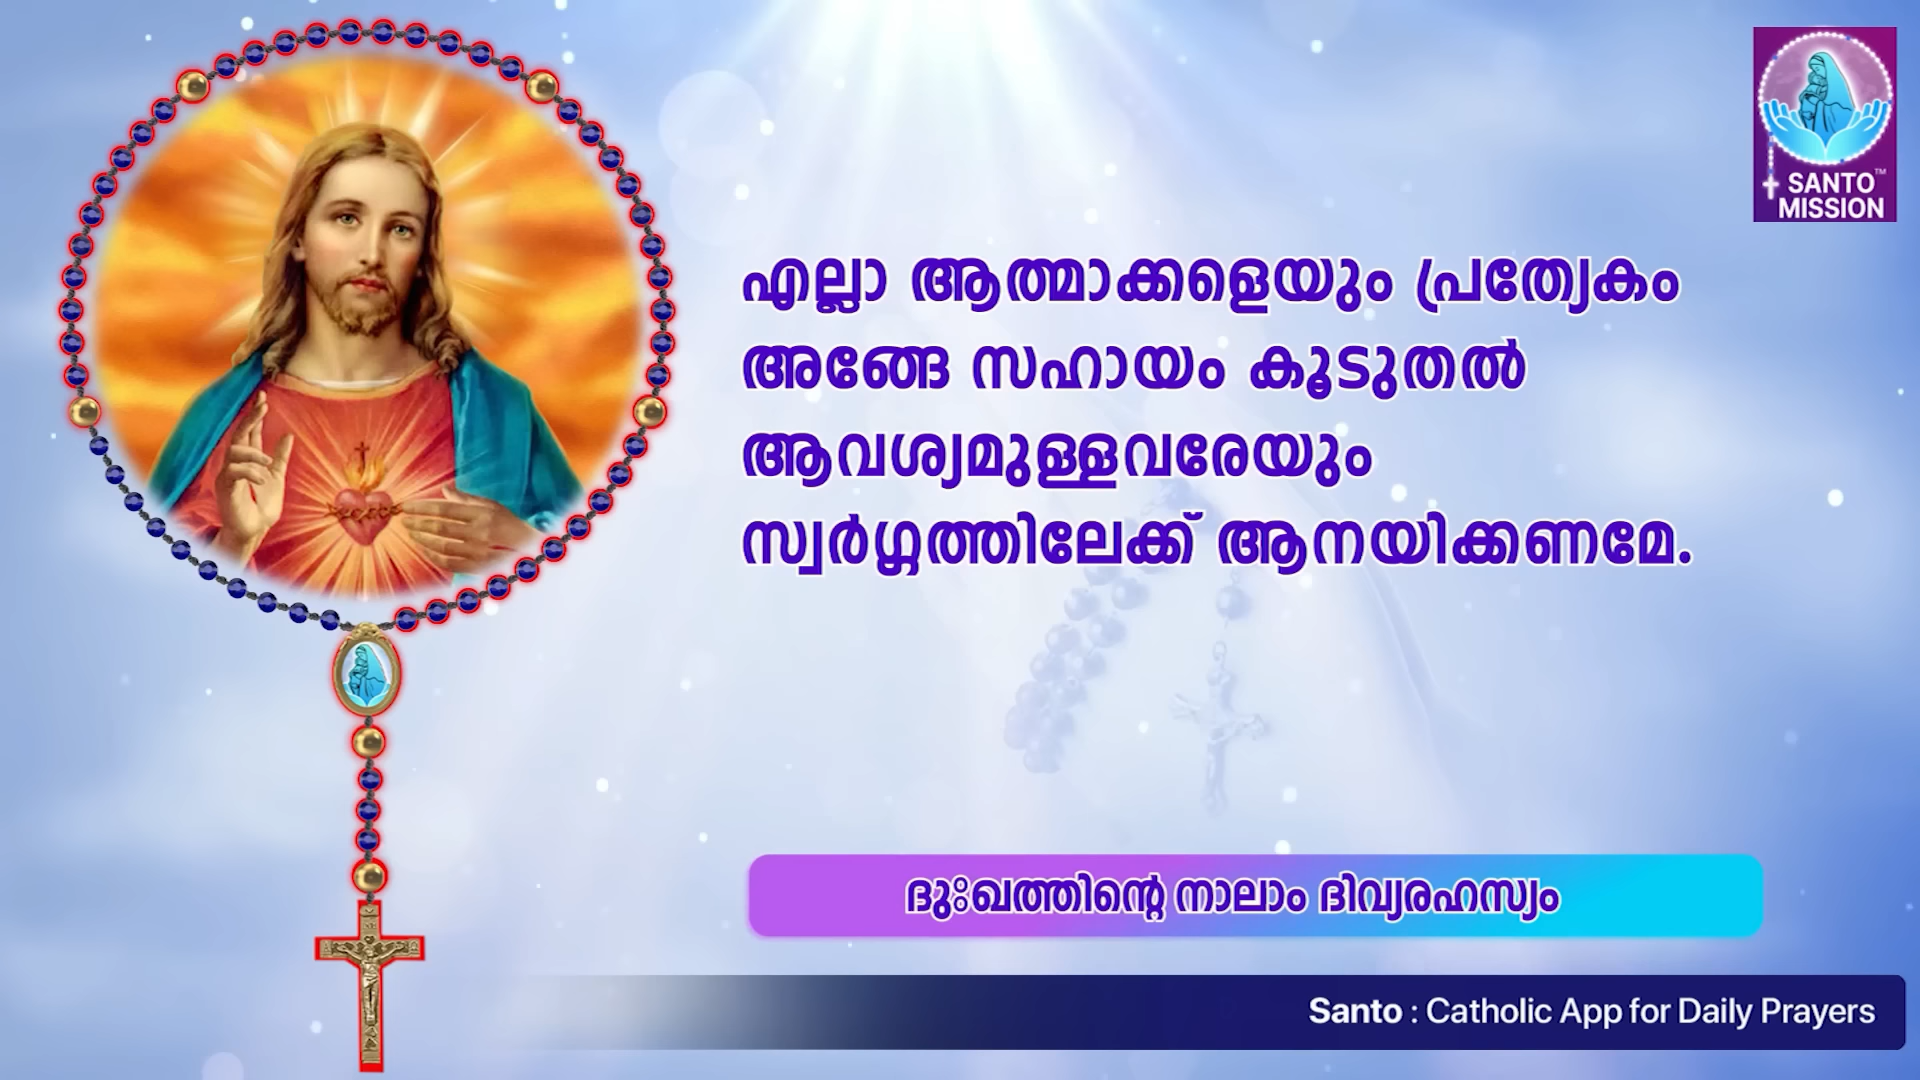 SANTO™
MISSION
എല്ലാ ആത്മാക്കളെയും പ്രത്യേകം
അങ്ങേ സഹായം കൂടുതൽ
ആവശ്യമുള്ളവരേയും
സ്വർഗ്ഗത്തിലേക്ക് ആനയിക്കണമേ.
ദുഃഖത്തിന്റെ നാലാം ദിവ്യരഹസ്യം
Santo : Catholic App for Daily Prayers